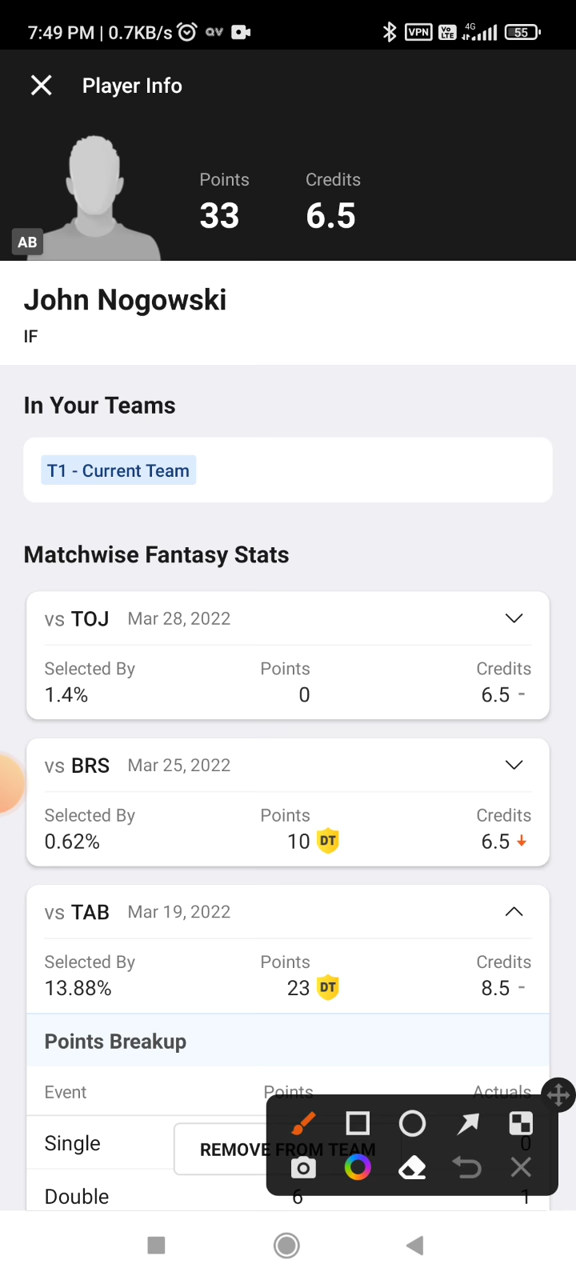 7:49 PM | 0.7KB/s av VPN Vo LTE 4G 55
Player Info
Points Credits
33 6.5
AB
John Nogowski
IF
In Your Teams
T1 - Current Team
Matchwise Fantasy Stats
vs TOJ Mar 28, 2022
Selected By Points Credits
1.4% 0 6.5 -
vs BRS Mar 25, 2022
Selected By Points Credits
0.62% 10 DT 6.5
vs TAB Mar 19, 2022
Selected By Points Credits
13.88% 23 DT 8.5 -
Points Breakup
Event Points Actuals
Single 0
REMOVE FROM TEAM
Double 6 1